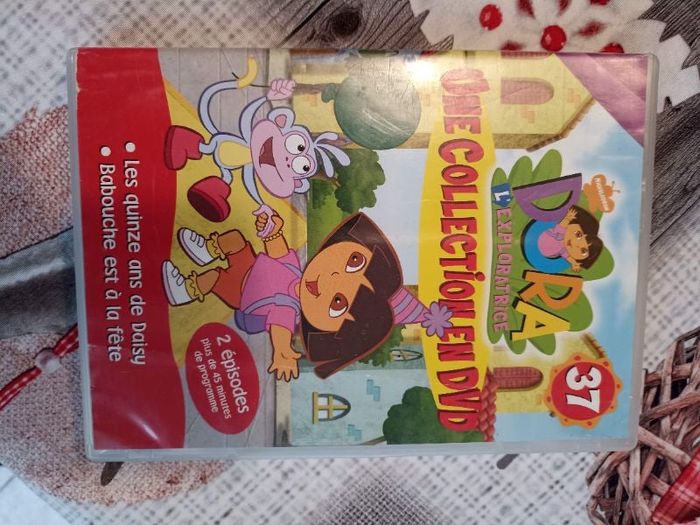 37
nickelodeon
DORA
L'EXPLORATRICE
UNE COLLECTION EN DVD
2 épisodes
plus de 45 minutes
de programme
• Les quinze ans de Daisy
• Babouche est à la fête